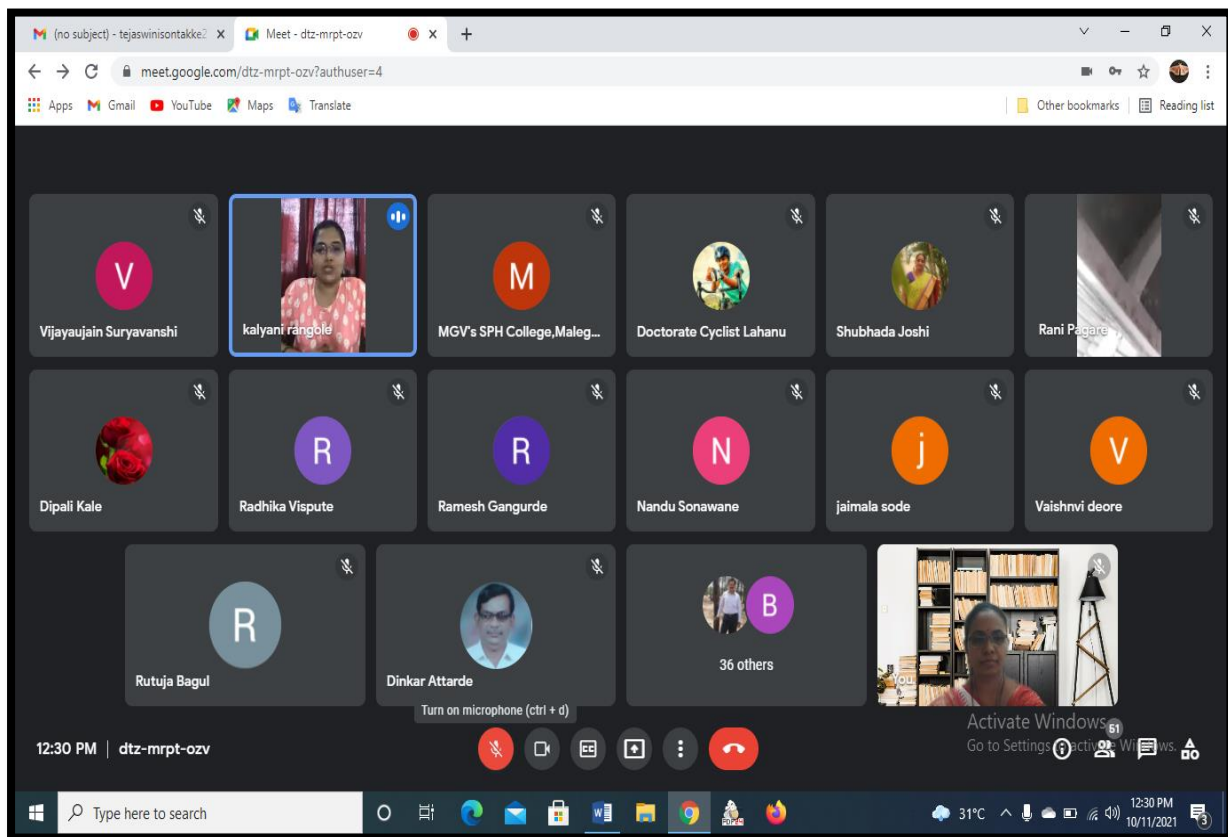 (no subject) - tejaswinisontakke2
Meet - dtz-mrpt-ozv
meet.google.com/dtz-mrpt-ozv?authuser=4
Apps Gmail YouTube Maps Translate Other bookmarks Reading list
V M
Vijayaujain Suryavanshi kalyani rangole MGV's SPH College,Maleg... Doctorate Cyclist Lahanu Shubhada Joshi Rani Pagare
R R N j V
Dipali Kale Radhika Vispute Ramesh Gangurde Nandu Sonawane jaimala sode Vaishnvi deore
R B
36 others
Rutuja Bagul Dinkar Attarde You
Turn on microphone (ctrl + d)
Activate Windows
51
12:30 PM | dtz-mrpt-ozv CC Go to Settings Windows.
Type here to search 31°C 12:30 PM
10/11/2021
3